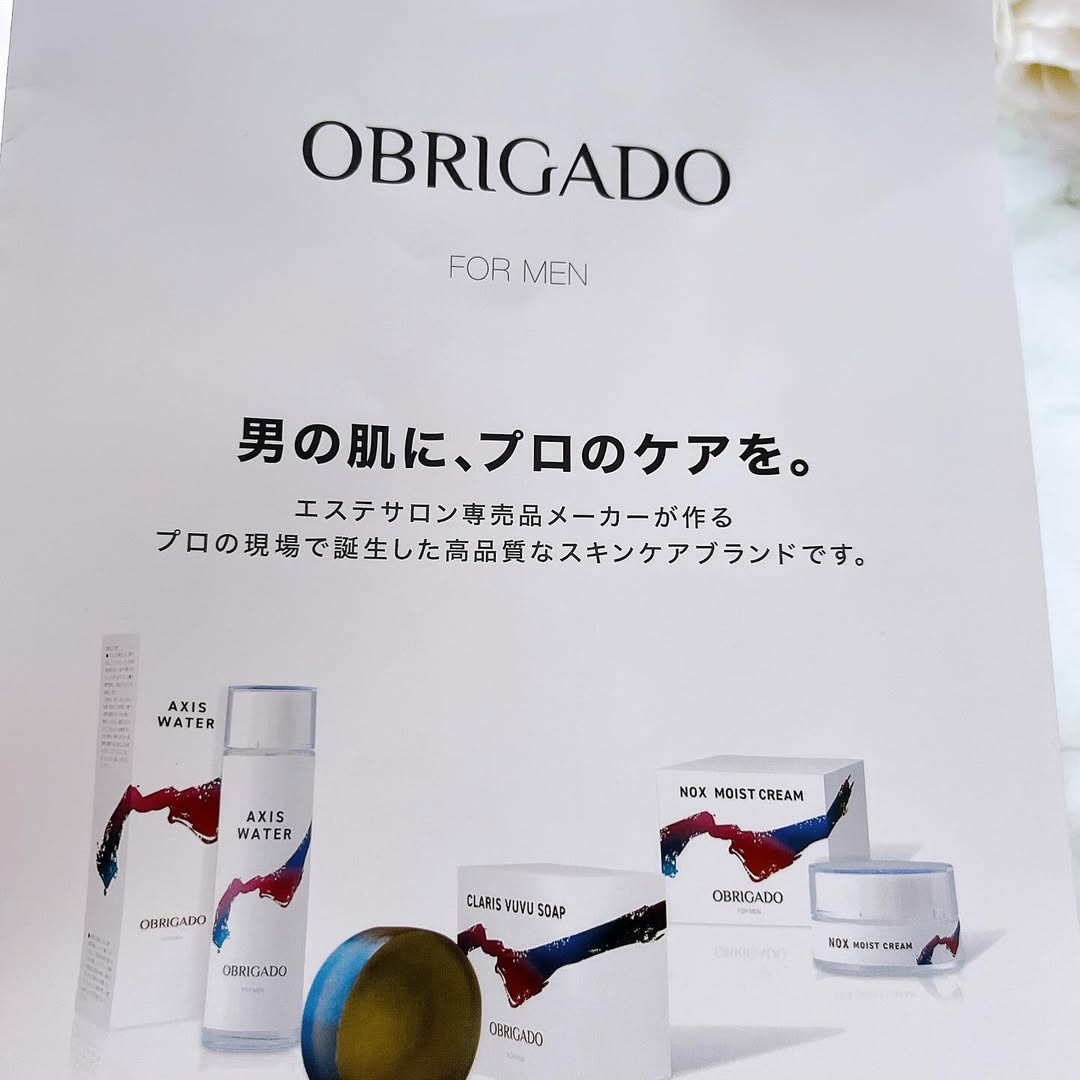 OBRIGADO
FOR MEN
男の肌に、プロのケアを。
エステサロン専売品メーカーが作る
プロの現場で誕生した高品質なスキンケアブランドです。
AXIS
WATER
OBRIGADO
AXIS
WATER
OBRIGADO
CLARIS VUVU SOAP
OBRIGADO
NOX MOIST CREAM
OBRIGADO
FOR MEN
NOX MOIST CREAM